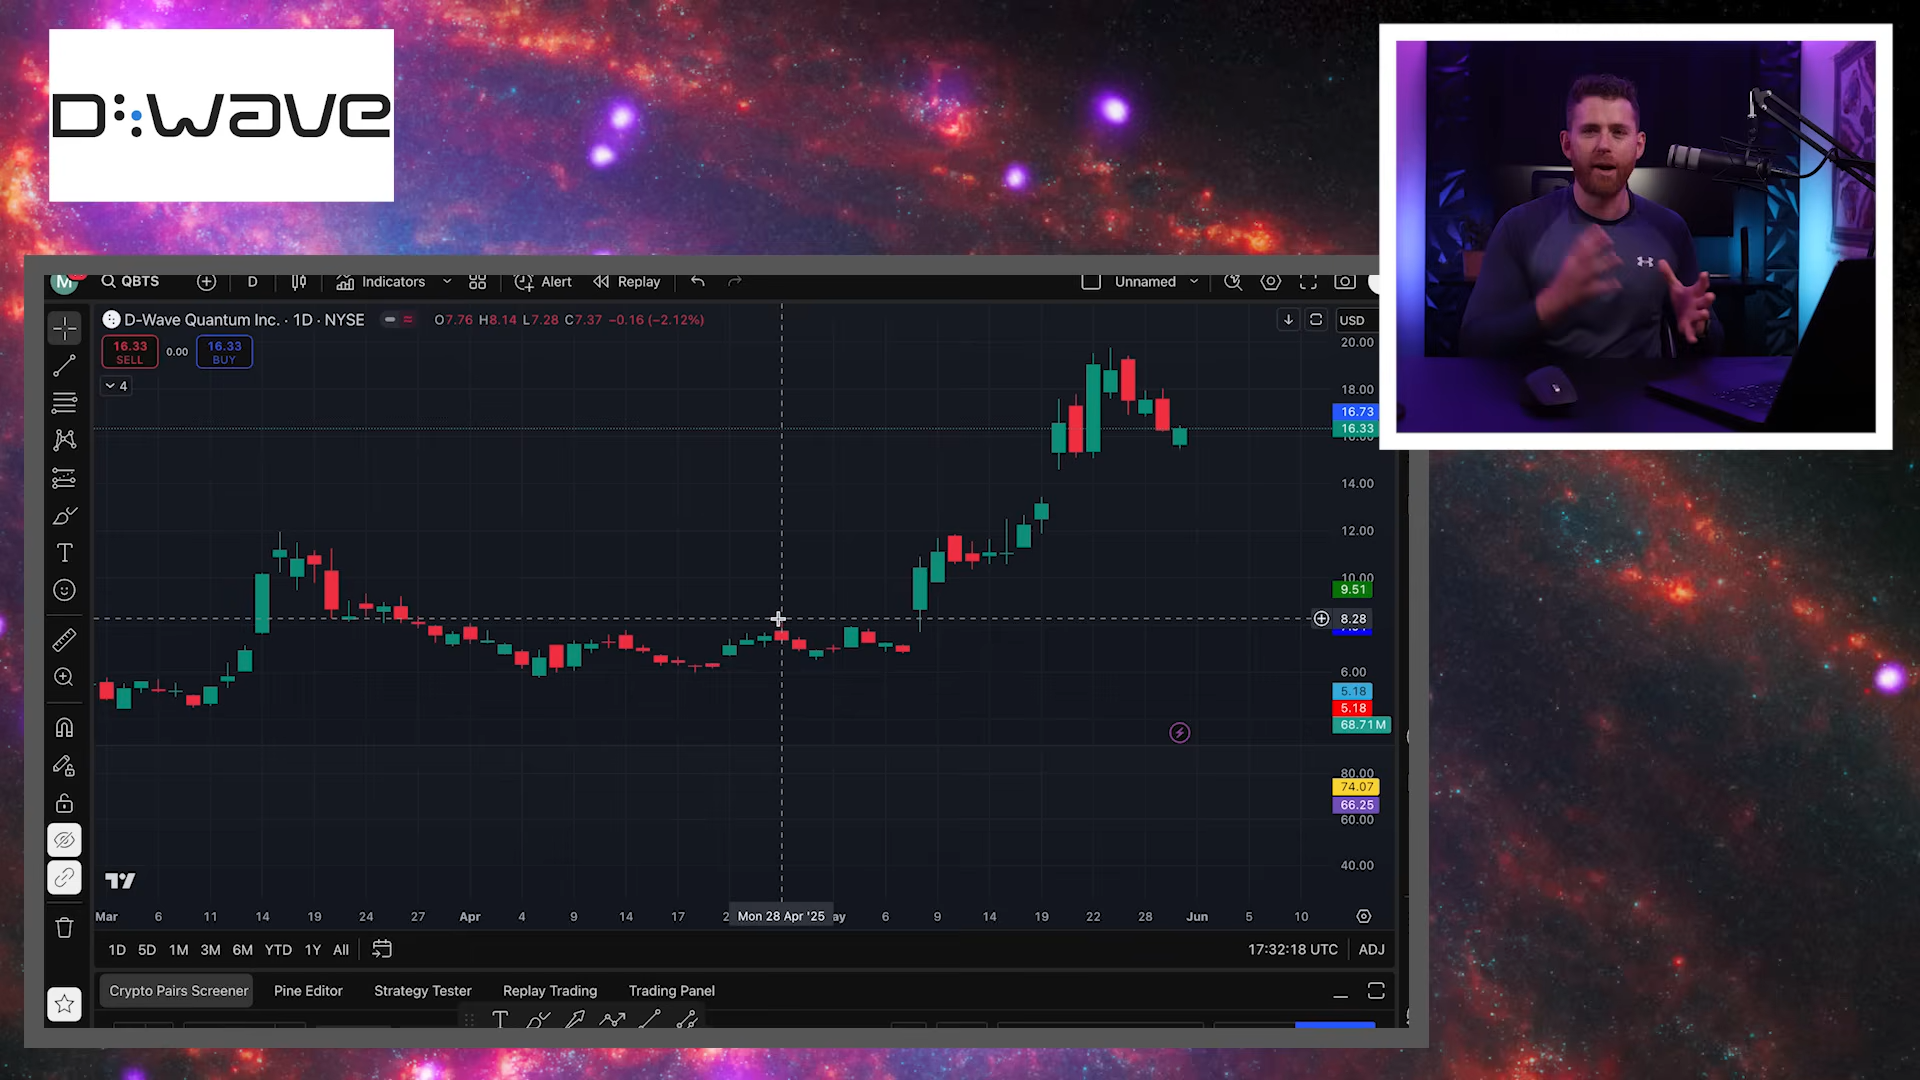 D:WAVE
M
QBTS
D
Indicators
Alert
Replay
Unnamed
D-Wave Quantum Inc. · 1D · NYSE
O7.76 H8.14 L7.28 C7.37 −0.16 (−2.12%)
USD
16.33
SELL
0.00
16.33
BUY
4
20.00
18.00
16.73
16.33
14.00
12.00
10.00
9.51
8.28
6.00
5.18
5.18
68.71M
80.00
74.07
66.25
60.00
40.00
Mar 6 11 14 19 24 27 Apr 4 9 14 17 2 Mon 28 Apr '25 ay 6 9 14 19 22 28 Jun 5 10
1D 5D 1M 3M 6M YTD 1Y All
17:32:18 UTC ADJ
Crypto Pairs Screener Pine Editor Strategy Tester Replay Trading Trading Panel